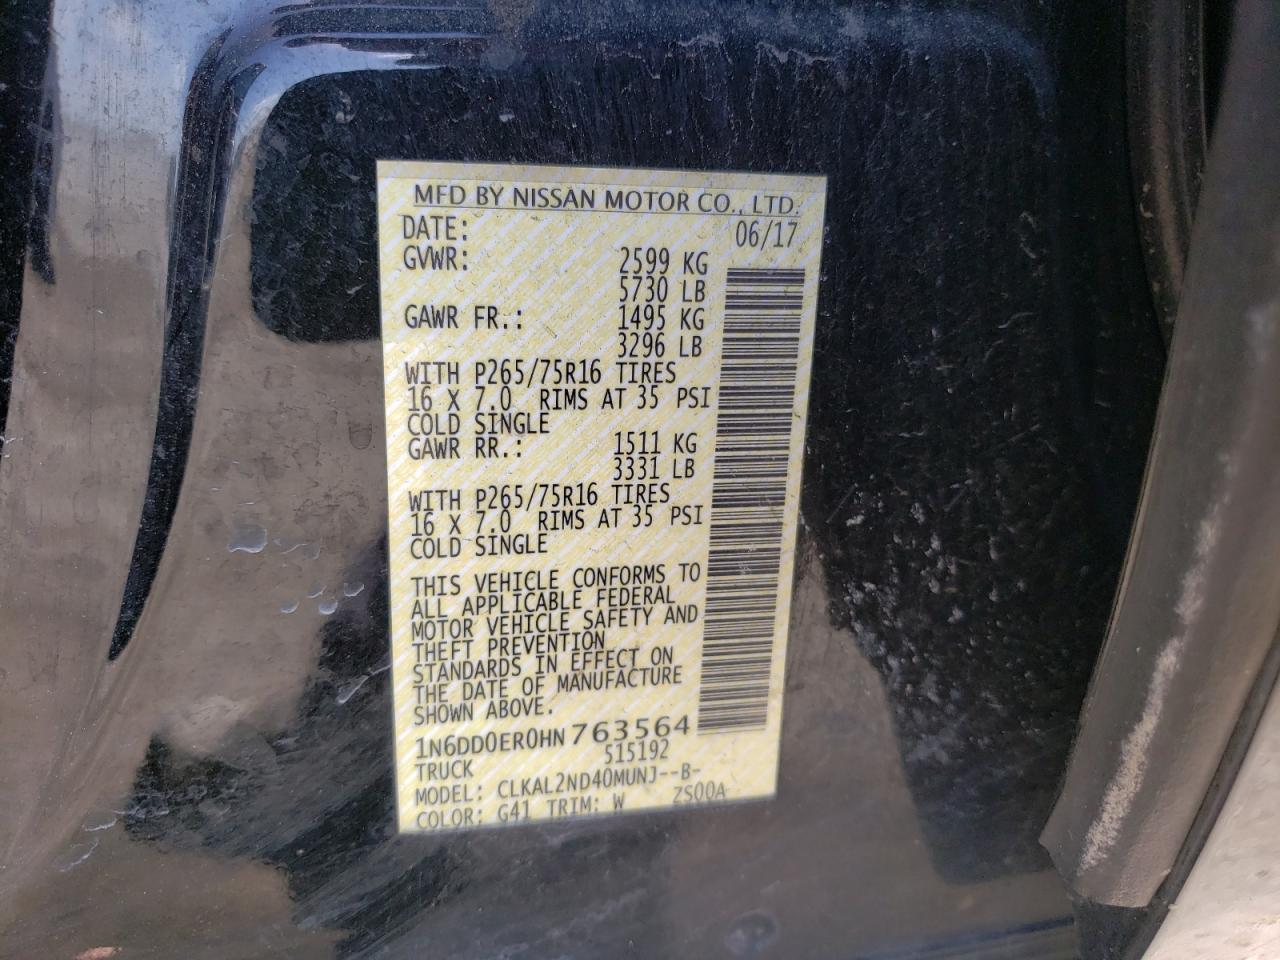 MFD BY NISSAN MOTOR CO., LTD.
DATE: 06/17
GVWR: 2599 KG
5730 LB
GAWR FR.: 1495 KG
3296 LB
WITH P265/75R16 TIRES
16 X 7.0 RIMS AT 35 PSI
COLD SINGLE
GAWR RR.: 1511 KG
3331 LB
WITH P265/75R16 TIRES
16 X 7.0 RIMS AT 35 PSI
COLD SINGLE
THIS VEHICLE CONFORMS TO
ALL APPLICABLE FEDERAL
MOTOR VEHICLE SAFETY AND
THEFT PREVENTION
STANDARDS IN EFFECT ON
THE DATE OF MANUFACTURE
SHOWN ABOVE.
1N6DD0ER0HN763564
TRUCK 515192
MODEL: CLKAL2ND40MUNJ--B-
COLOR: G41 TRIM: W ZS00A